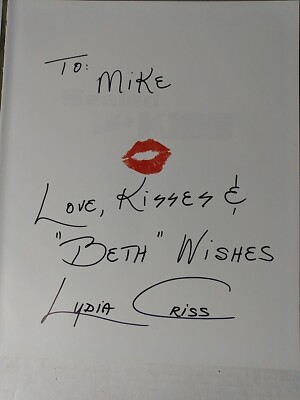 To: Mike
Love, Kisses &
"Beth" Wishes
Lydia Criss